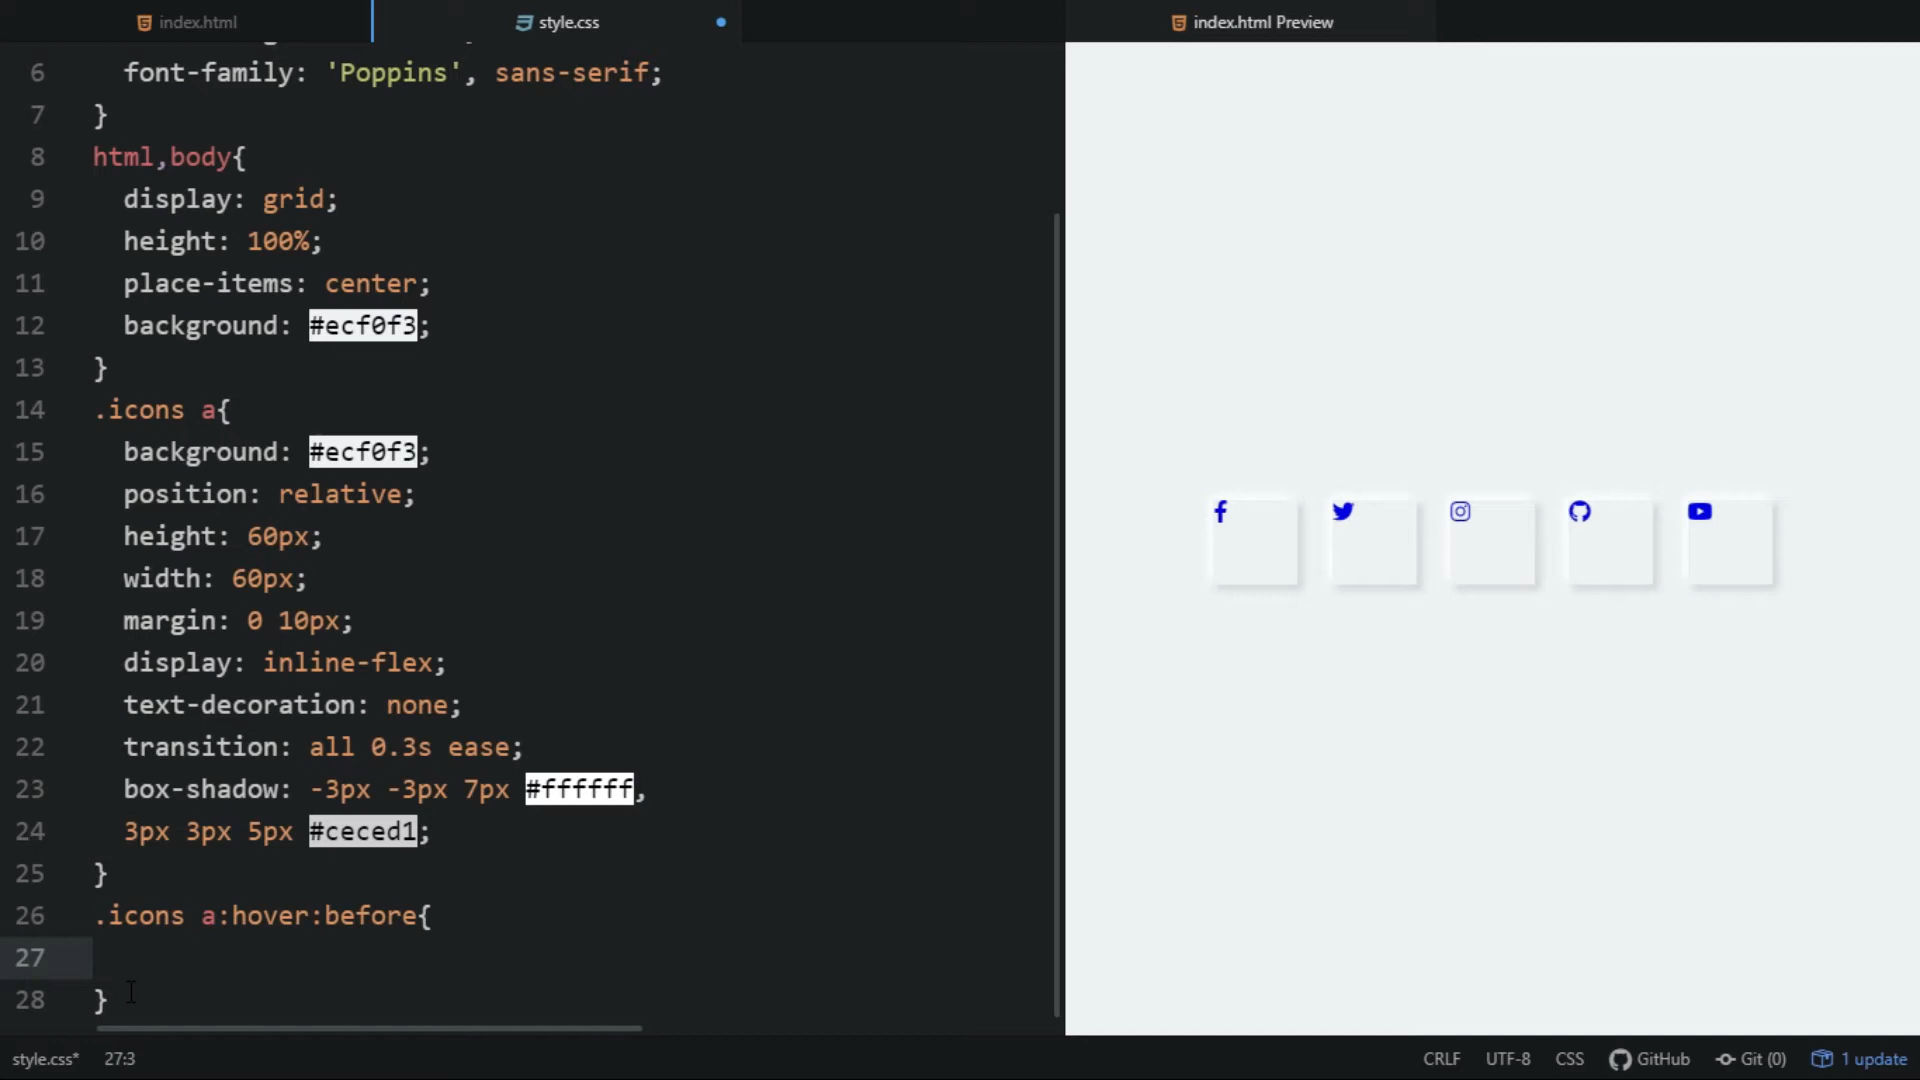 index.html
style.css
index.html Preview
6 font-family: 'Poppins', sans-serif;
7 }
8 html,body{
9 display: grid;
10 height: 100%;
11 place-items: center;
12 background: #ecf0f3;
13 }
14 .icons a{
15 background: #ecf0f3;
16 position: relative;
17 height: 60px;
18 width: 60px;
19 margin: 0 10px;
20 display: inline-flex;
21 text-decoration: none;
22 transition: all 0.3s ease;
23 box-shadow: -3px -3px 7px #ffffff,
24 3px 3px 5px #ceced1;
25 }
26 .icons a:hover:before{
27
28 }
style.css* 27:3 CRLF UTF-8 CSS GitHub Git (0) 1 update